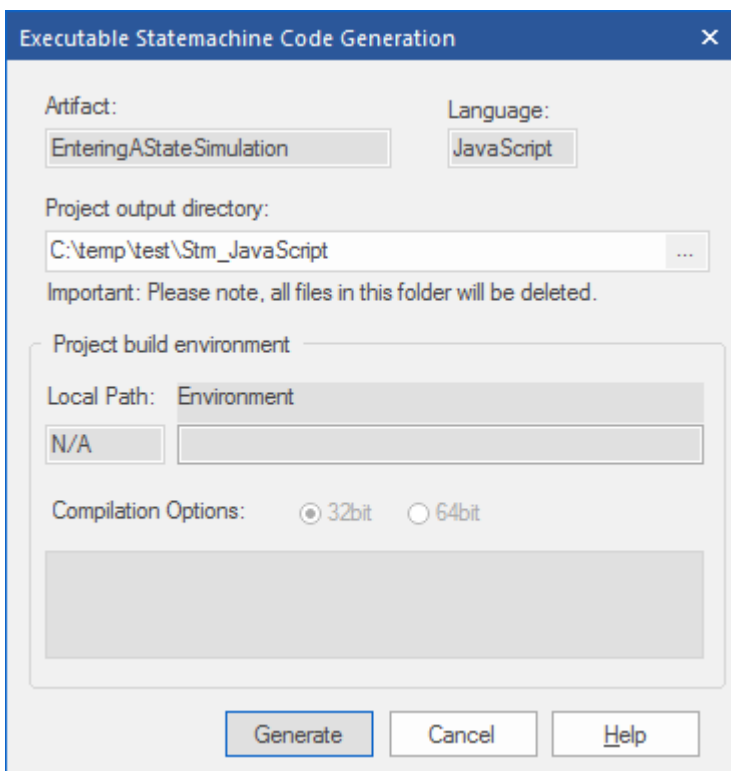 Executable Statemachine Code Generation
Artifact: Language:
EnteringAStateSimulation JavaScript
Project output directory:
C:\temp\test\Stm_JavaScript ...
Important: Please note, all files in this folder will be deleted.
Project build environment
Local Path: Environment
N/A
Compilation Options: 32bit 64bit
Generate Cancel Help